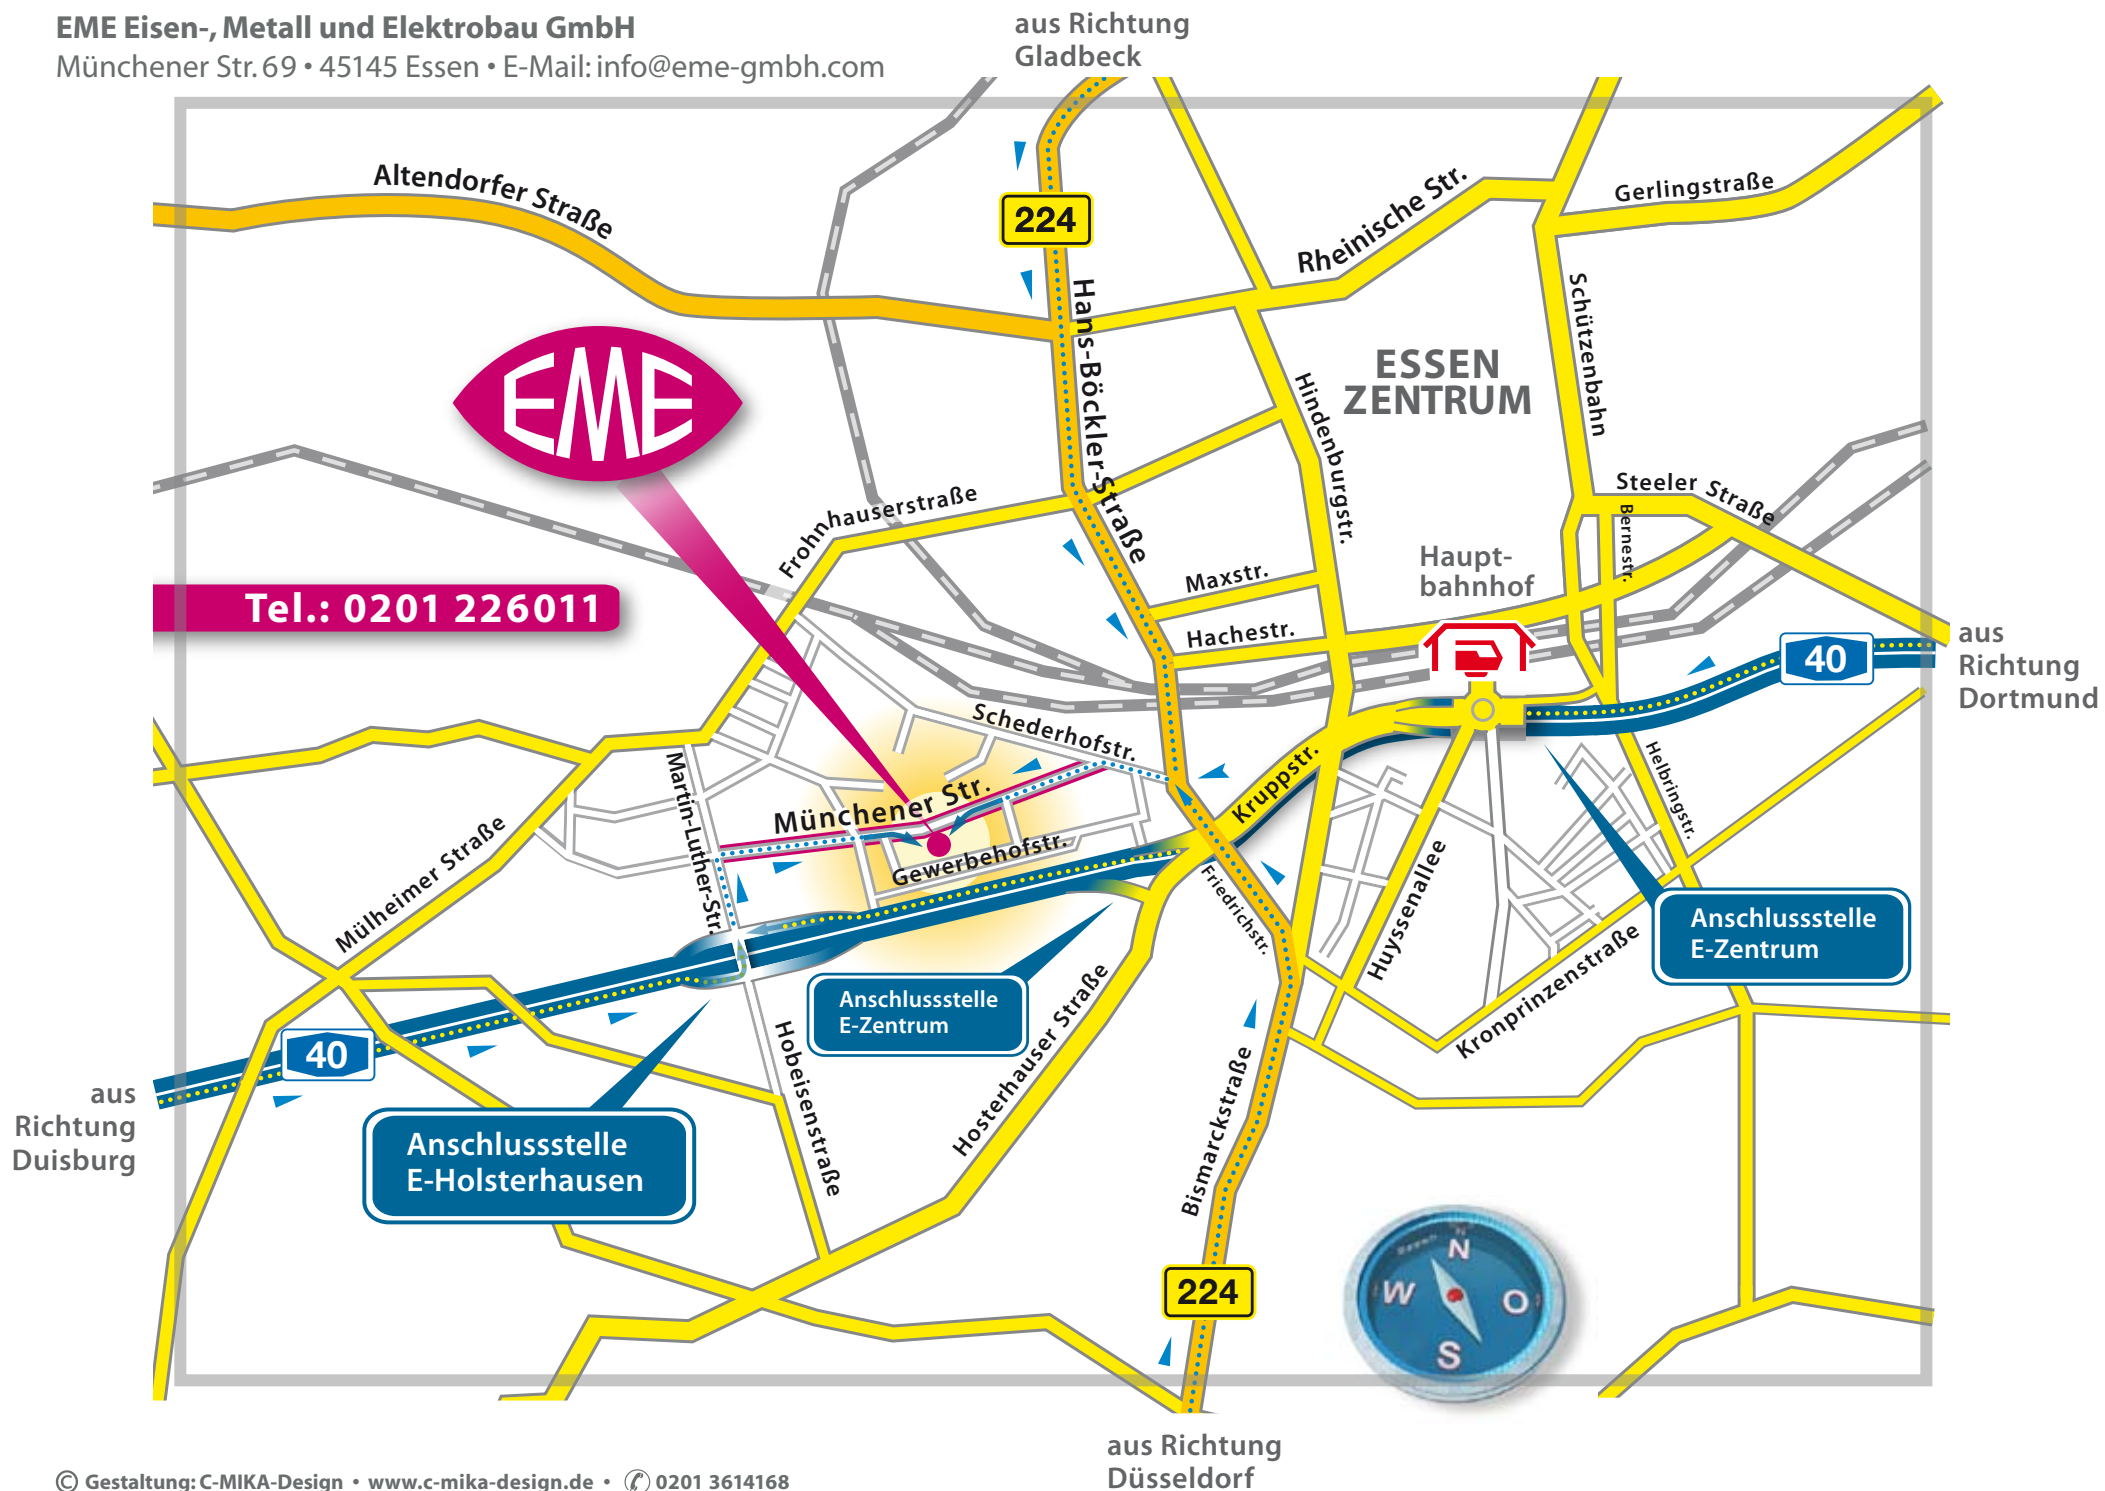 EME Eisen-, Metall und Elektrobau GmbH
Münchener Str. 69 • 45145 Essen • E-Mail: info@eme-gmbh.com
aus Richtung
Gladbeck
Altendorfer Straße
224
Rheinische Str.
Gerlingstraße
Hans-Böckler-Straße
Schützenbahn
ESSEN
ZENTRUM
EME
Hindenburgstr.
Frohnhauserstraße
Steeler Straße
Bernestr.
Maxstr.
Haupt-
bahnhof
Tel.: 0201 226011
Hachestr.
aus
Richtung
Dortmund
40
Schederhofstr.
Martin-Luther-Str.
Münchener Str.
Kruppstr.
Helbringstr.
Gewerbehofstr.
Mülheimer Straße
Friedrichstr.
Huyssenallee
Anschlussstelle
E-Zentrum
Kronprinzenstraße
Anschlussstelle
E-Zentrum
Hobeisenstraße
Hosterhauser Straße
40
Bismarckstraße
aus
Richtung
Duisburg
Anschlussstelle
E-Holsterhausen
N
W
O
S
224
aus Richtung
Düsseldorf
© Gestaltung: C-MIKA-Design • www.c-mika-design.de • ✆ 0201 3614168